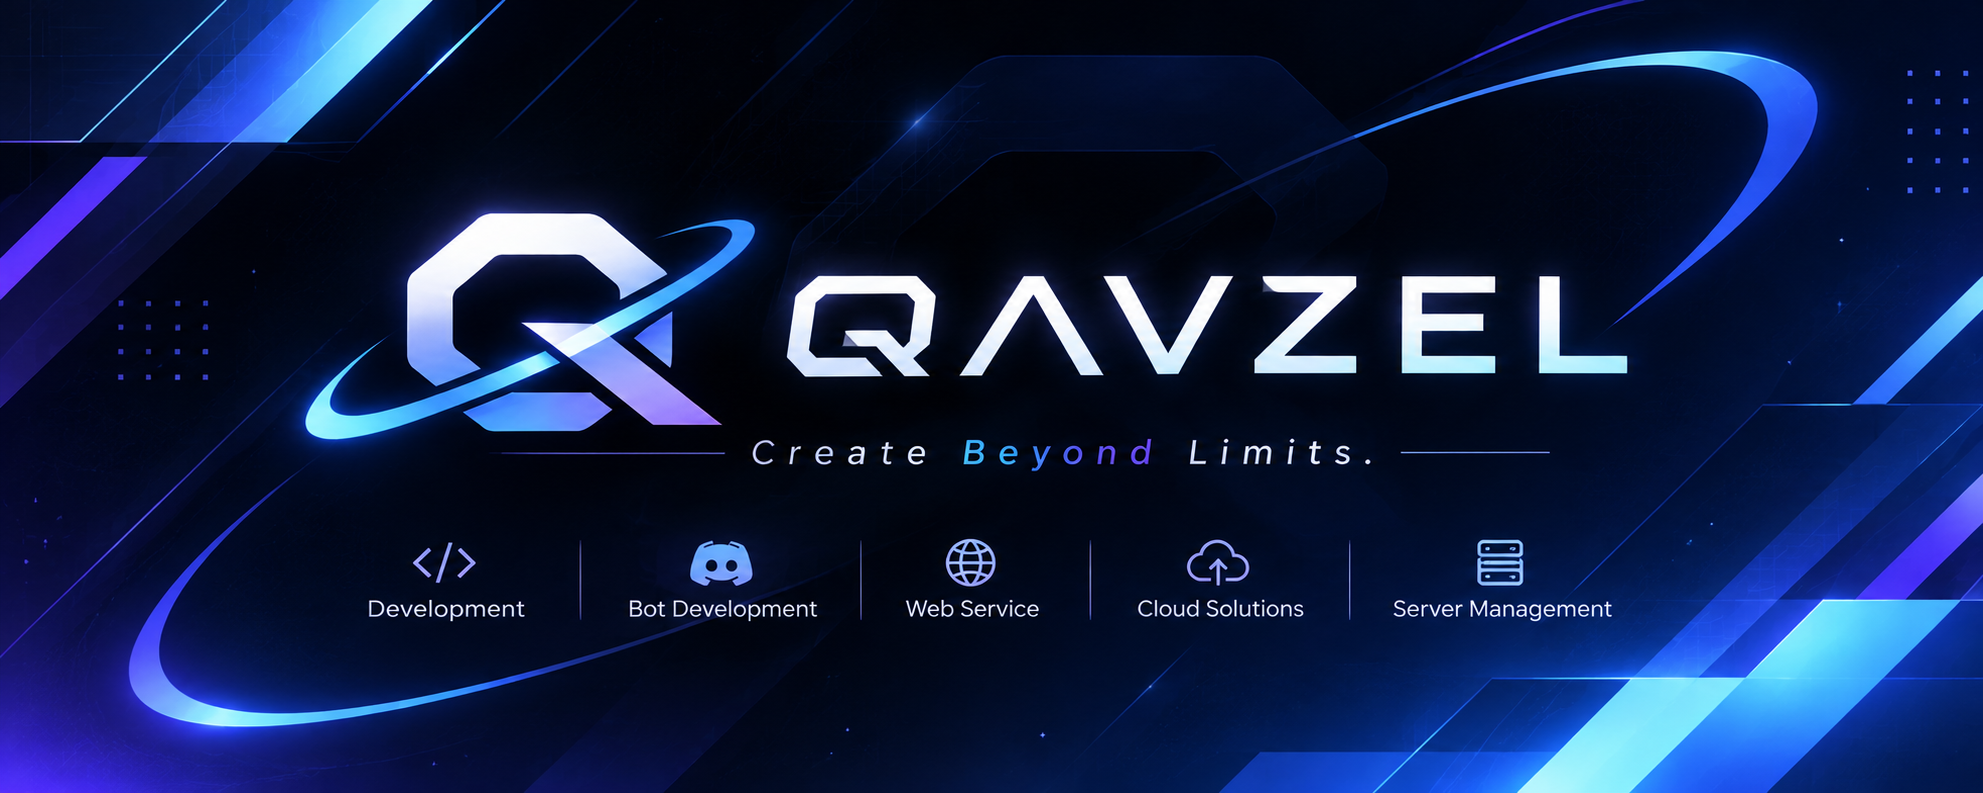 QAVZEL
Create Beyond Limits.
Development
Bot Development
Web Service
Cloud Solutions
Server Management